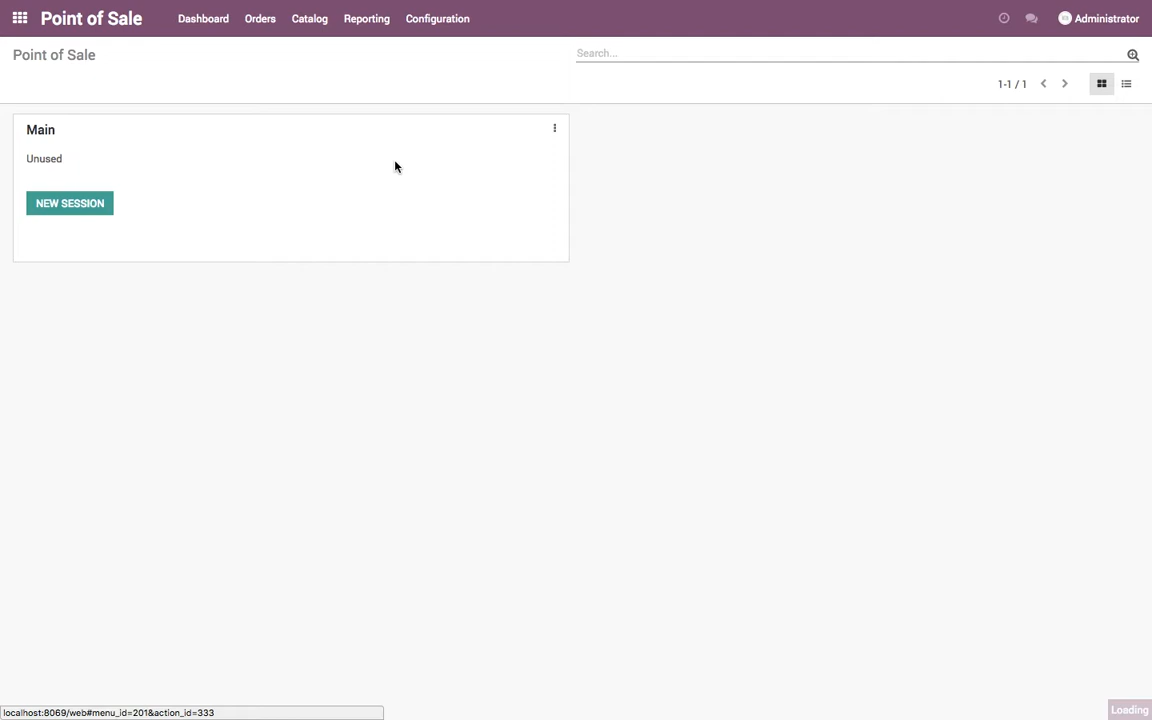 Point of Sale Dashboard Orders Catalog Reporting Configuration Administrator
Point of Sale Search...
1-1 / 1
Main
Unused
NEW SESSION
localhost:8069/web#menu_id=201&action_id=333
Loading